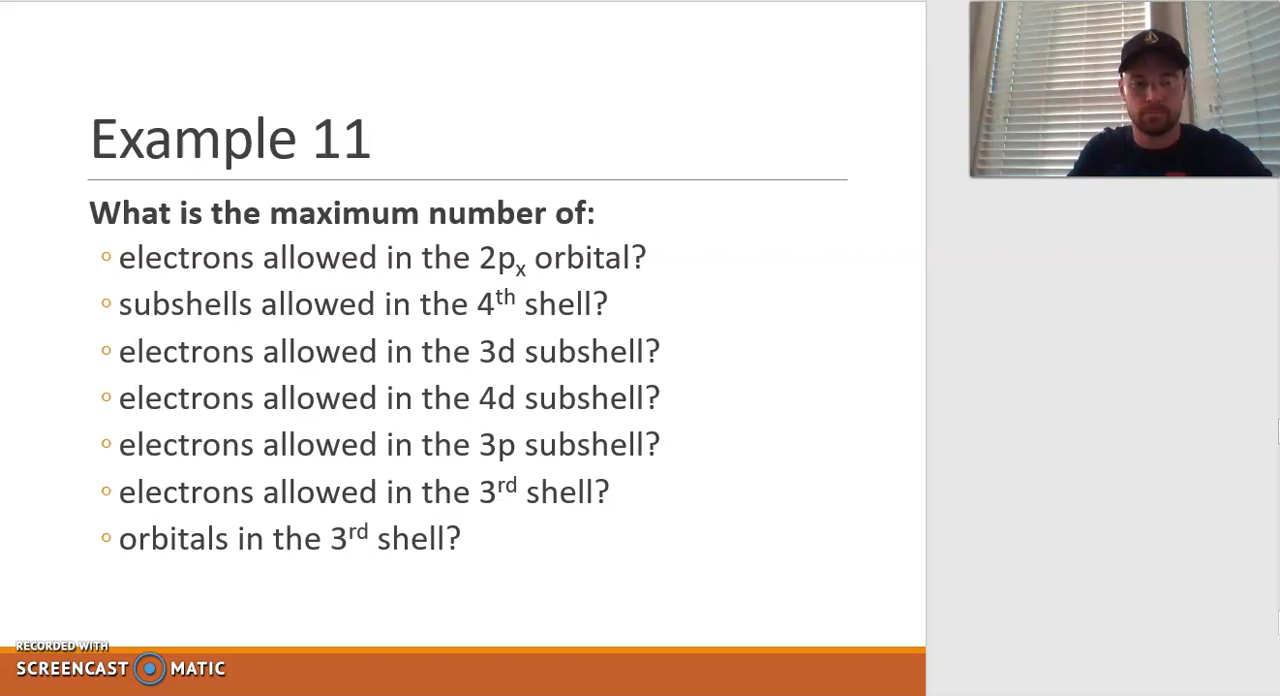 Example 11
What is the maximum number of:
electrons allowed in the 2pₓ orbital?
subshells allowed in the 4ᵗʰ shell?
electrons allowed in the 3d subshell?
electrons allowed in the 4d subshell?
electrons allowed in the 3p subshell?
electrons allowed in the 3ʳᵈ shell?
orbitals in the 3ʳᵈ shell?
RECORDED WITH
SCREENCAST MATIC